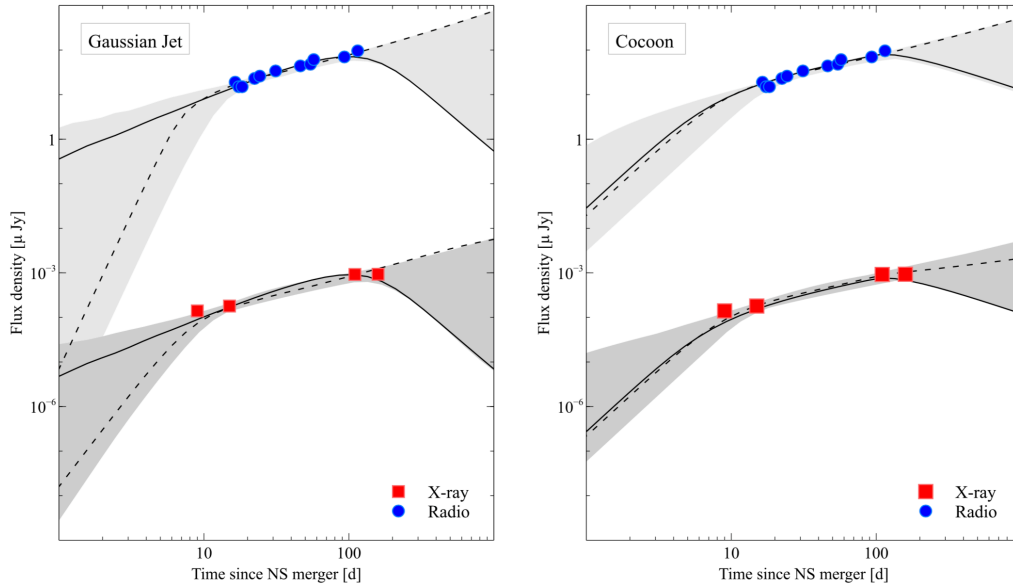 Gaussian Jet
Flux density [μ Jy]
1
10⁻³
10⁻⁶
X-ray
Radio
10
100
Time since NS merger [d]
Cocoon
Flux density [μ Jy]
1
10⁻³
10⁻⁶
X-ray
Radio
10
100
Time since NS merger [d]